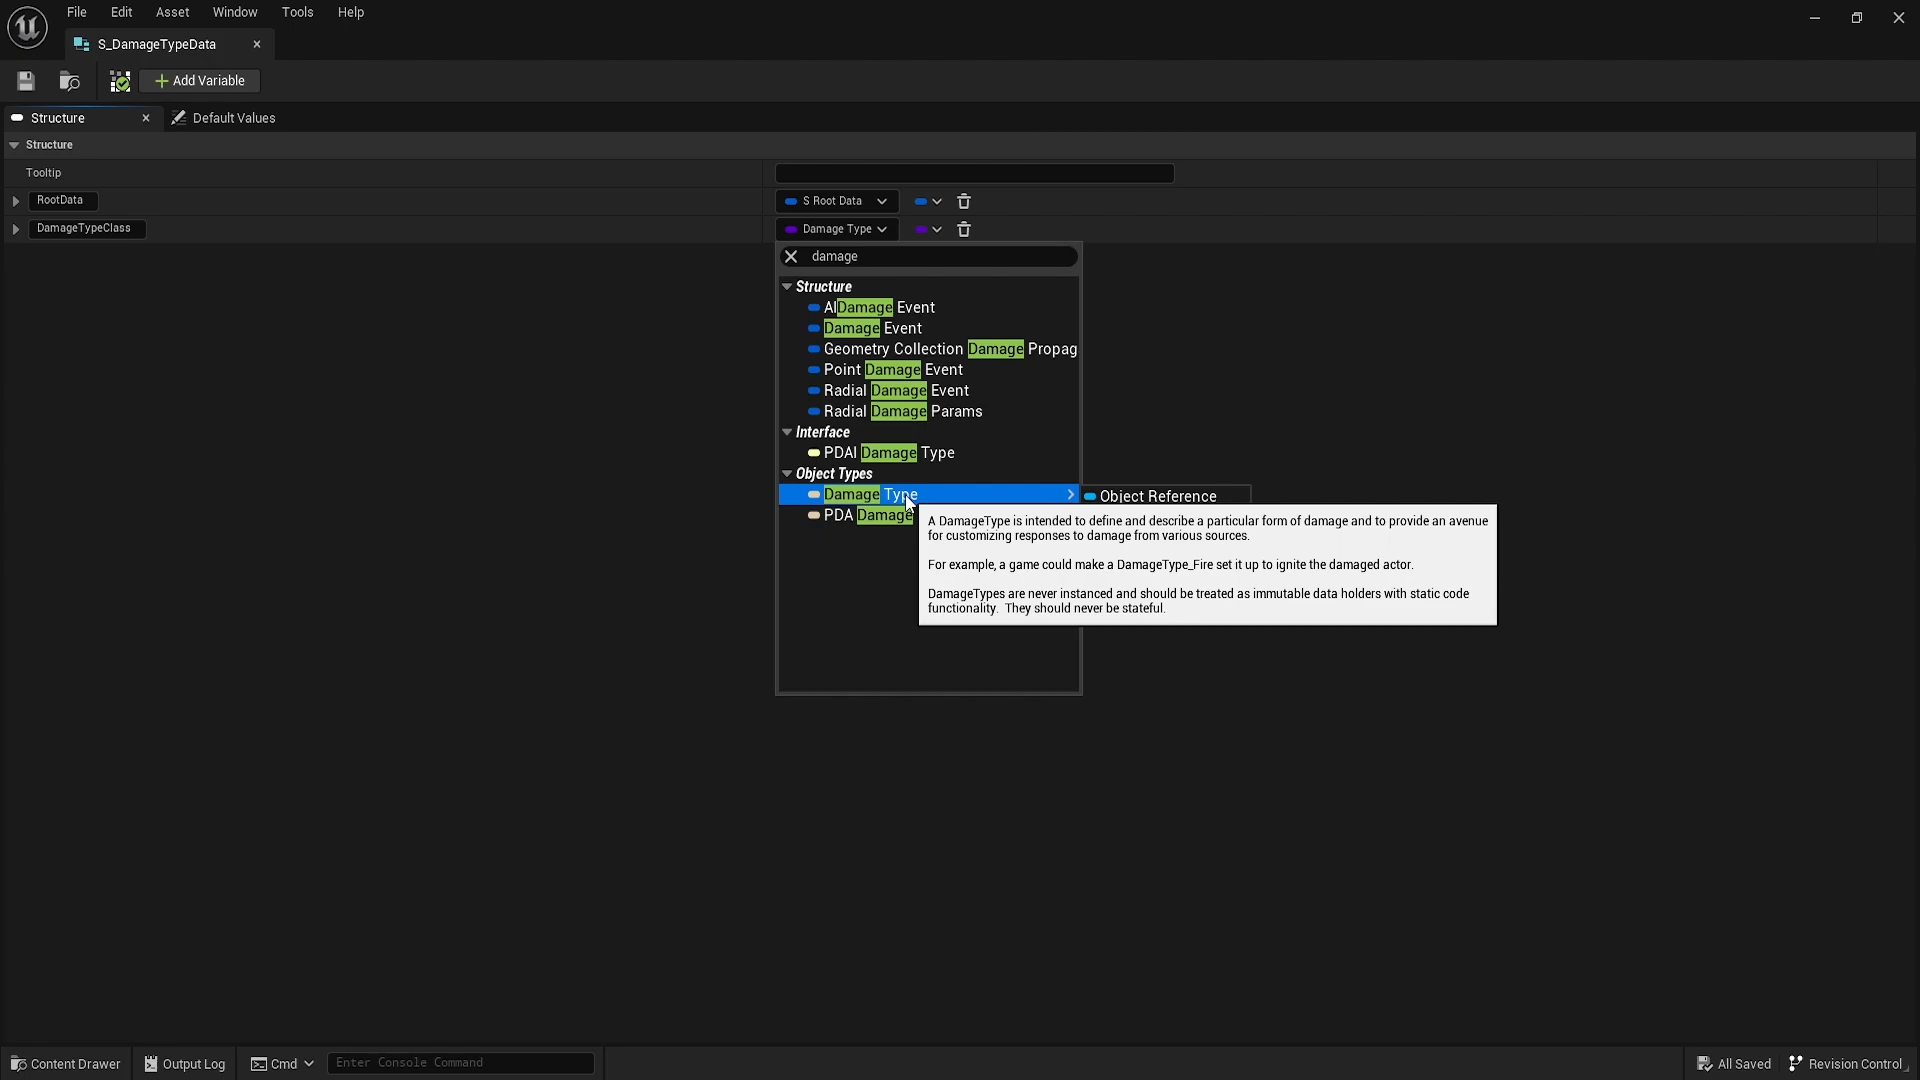 File Edit Asset Window Tools Help
S_DamageTypeData
Add Variable
Structure
Default Values
Structure
Tooltip
RootData
S Root Data
DamageTypeClass
Damage Type
damage
Structure
AIDamage Event
Damage Event
Geometry Collection Damage Propag
Point Damage Event
Radial Damage Event
Radial Damage Params
Interface
PDAI Damage Type
Object Types
Damage Type
Object Reference
PDA Damage
A DamageType is intended to define and describe a particular form of damage and to provide an avenue
for customizing responses to damage from various sources.
For example, a game could make a DamageType_Fire set it up to ignite the damaged actor.
DamageTypes are never instanced and should be treated as immutable data holders with static code
functionality. They should never be stateful.
Content Drawer
Output Log
Cmd
Enter Console Command
All Saved
Revision Control